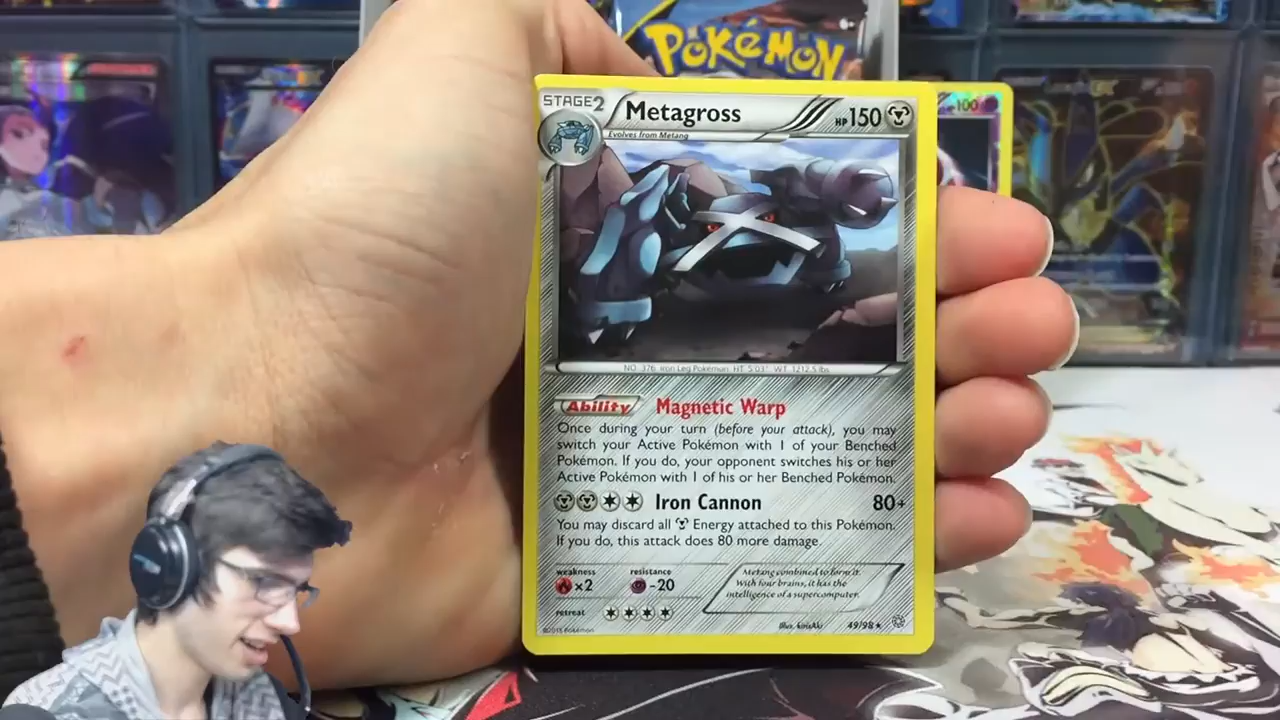 POKÉMON
STAGE2
Metagross
HP150
Evolves from Metang
100
NO. 376 Iron Leg Pokémon HT: 5'03" WT: 1212.5 lbs
Ability Magnetic Warp
Once during your turn (before your attack), you may
switch your Active Pokémon with 1 of your Benched
Pokémon. If you do, your opponent switches his or her
Active Pokémon with 1 of his or her Benched Pokémon.
Iron Cannon 80+
You may discard all Energy attached to this Pokémon.
If you do, this attack does 80 more damage.
weakness resistance
×2 -20
retreat
Metang combined to form it.
With four brains, it has the
intelligence of a supercomputer.
©2015 Pokémon
Illus. kirisAki
49/98 ★